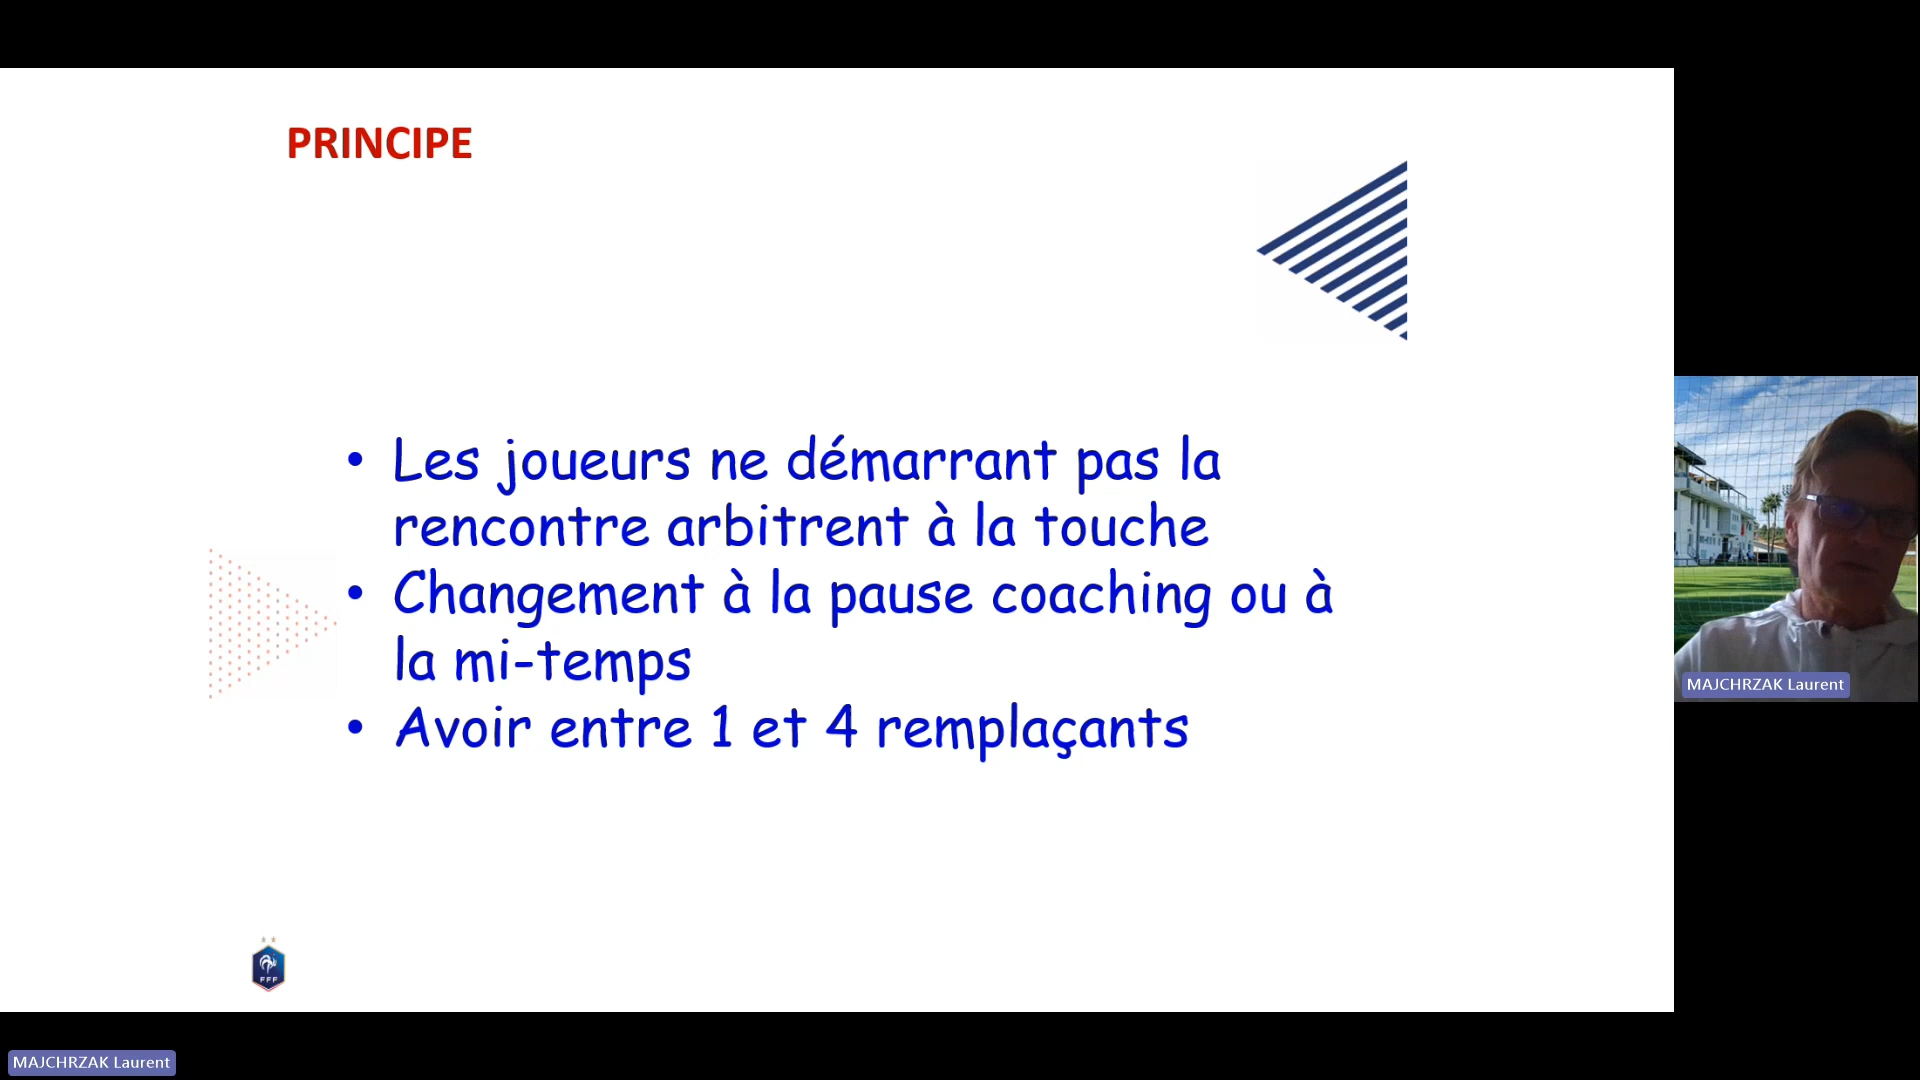 PRINCIPE
• Les joueurs ne démarrant pas la
rencontre arbitrent à la touche
• Changement à la pause coaching ou à
la mi-temps
• Avoir entre 1 et 4 remplaçants
FFF
MAJCHRZAK Laurent
MAJCHRZAK Laurent